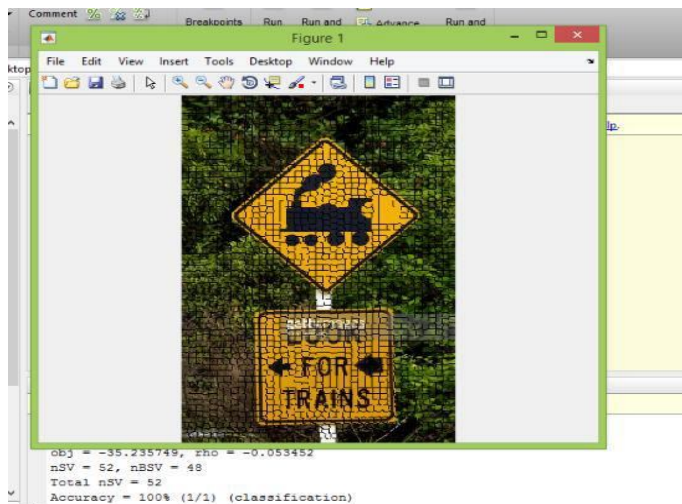 Comment
Breakpoints Run Run and Advance Run and
Figure 1
File Edit View Insert Tools Desktop Window Help
ktop
lp.
LOOK
FOR
TRAINS
obj = -35.235749, rho = -0.053452
nSV = 52, nBSV = 48
Total nSV = 52
Accuracy = 100% (1/1) (classification)